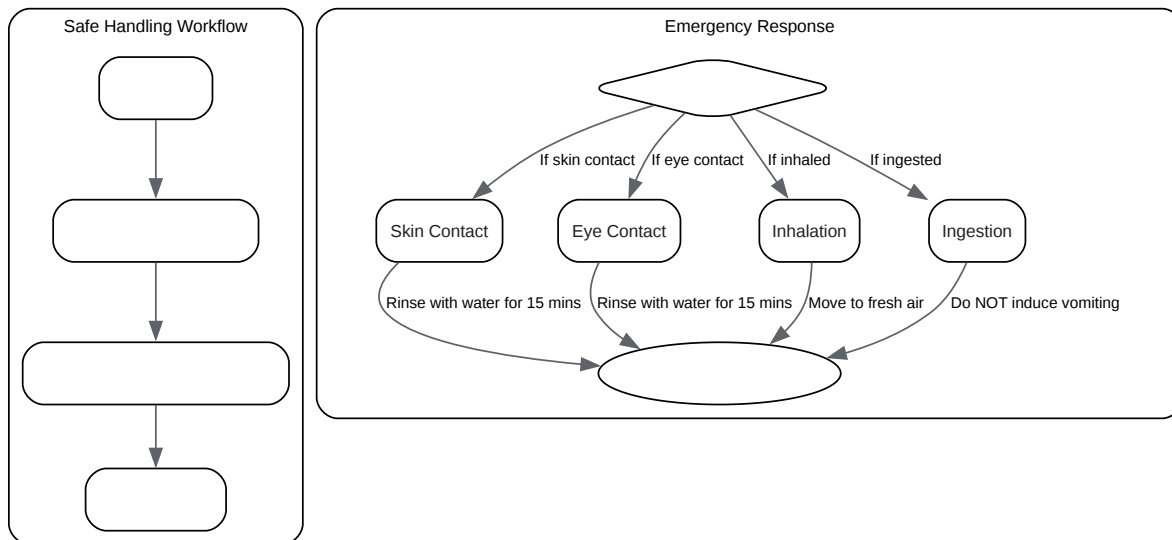 Safe Handling Workflow
Emergency Response
If skin contact
If eye contact
If inhaled
If ingested
Skin Contact
Eye Contact
Inhalation
Ingestion
Rinse with water for 15 mins
Rinse with water for 15 mins
Move to fresh air
Do NOT induce vomiting